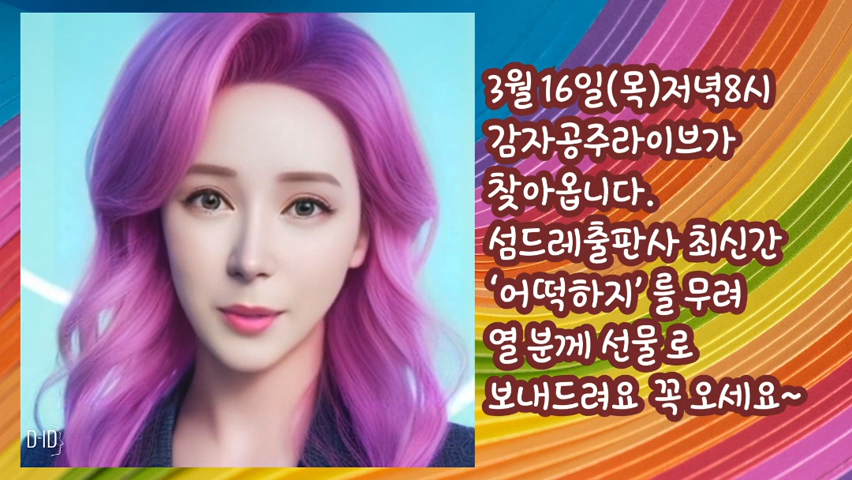 3월 16일(목)저녁8시
감자공주라이브가
찾아옵니다.
섬드레출판사 최신간
'어떡하지'를 무려
열 분께 선물로
보내드려요 꼭 오세요~
D-ID